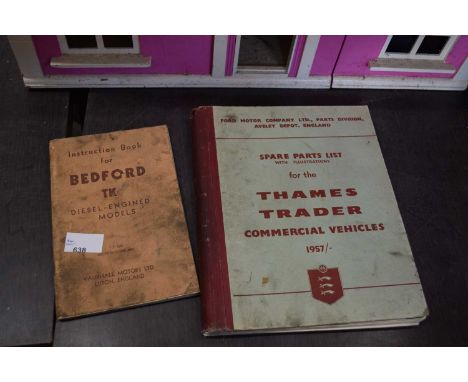 Instruction Book
for
BEDFORD
TK
DIESEL-ENGINED
MODELS
638
VAUXHALL MOTORS LTD
LUTON, ENGLAND
FORD MOTOR COMPANY LTD., PARTS DIVISION,
AVELEY DEPOT, ENGLAND
SPARE PARTS LIST
WITH ILLUSTRATIONS
for the
THAMES
TRADER
COMMERCIAL VEHICLES
1957/-